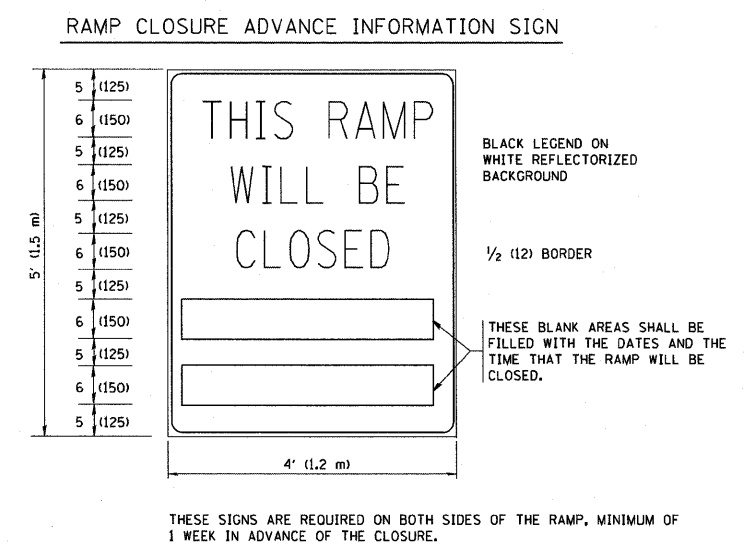 RAMP CLOSURE ADVANCE INFORMATION SIGN
5 (125)
6 (150)
5 (125)
6 (150)
5 (125)
6 (150)
5 (125)
6 (150)
5 (125)
6 (150)
5 (125)
5' (1.5 m)
THIS RAMP
WILL BE
CLOSED
4' (1.2 m)
BLACK LEGEND ON
WHITE REFLECTORIZED
BACKGROUND
1/2 (12) BORDER
THESE BLANK AREAS SHALL BE
FILLED WITH THE DATES AND THE
TIME THAT THE RAMP WILL BE
CLOSED.
THESE SIGNS ARE REQUIRED ON BOTH SIDES OF THE RAMP, MINIMUM OF
1 WEEK IN ADVANCE OF THE CLOSURE.